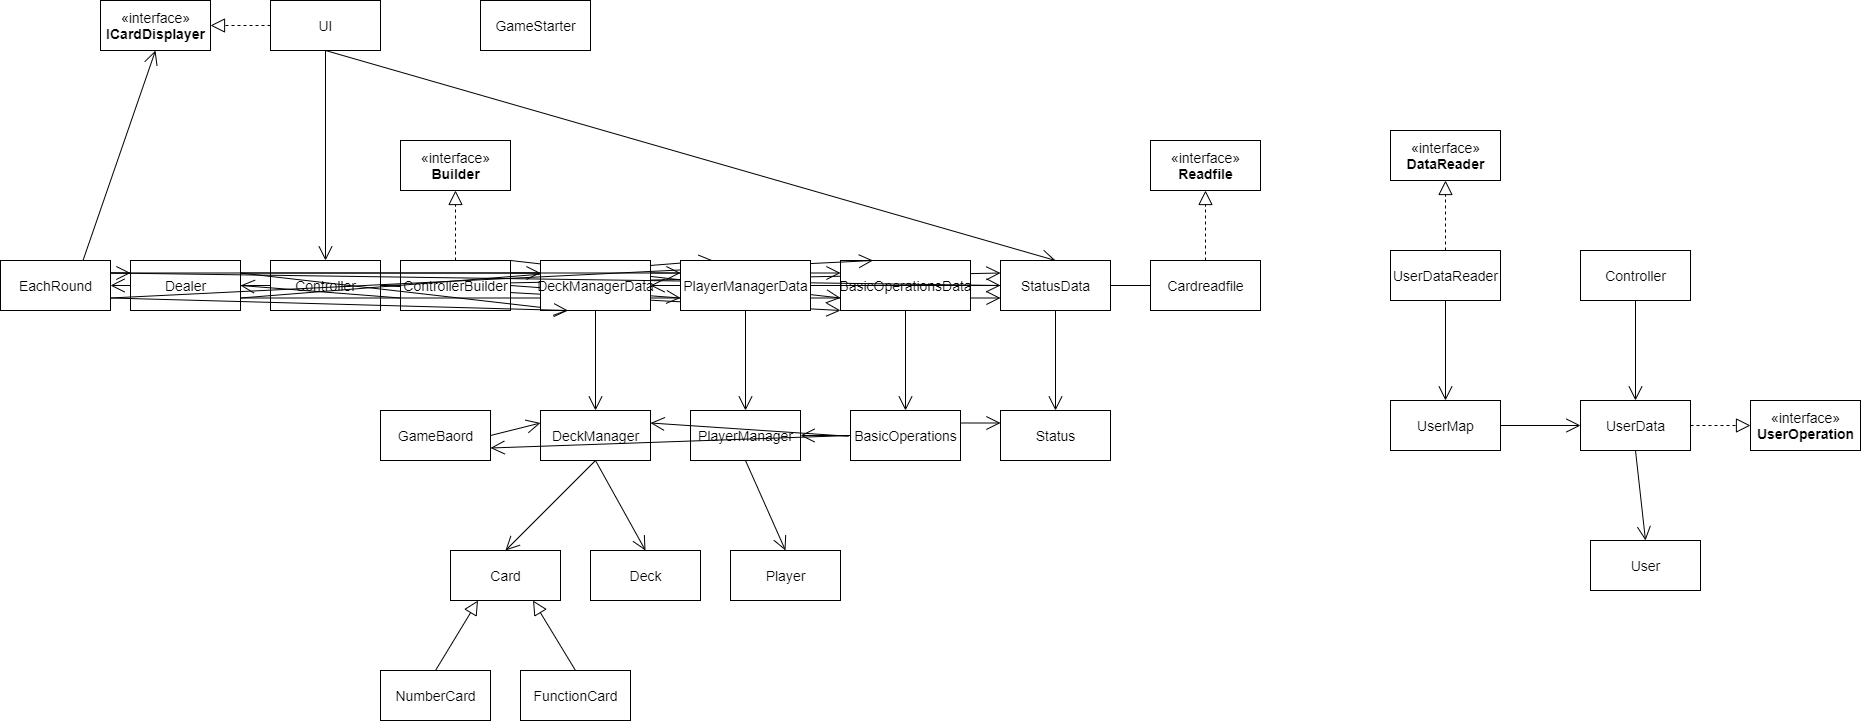 «interface»
ICardDisplayer
UI
GameStarter
«interface»
Builder
«interface»
Readfile
«interface»
DataReader
EachRound
Dealer
Controller
ControllerBuilder
DeckManagerData
PlayerManagerData
BasicOperationsData
StatusData
Cardreadfile
UserDataReader
Controller
GameBaord
DeckManager
PlayerManager
BasicOperations
Status
UserMap
UserData
«interface»
UserOperation
Card
Deck
Player
User
NumberCard
FunctionCard